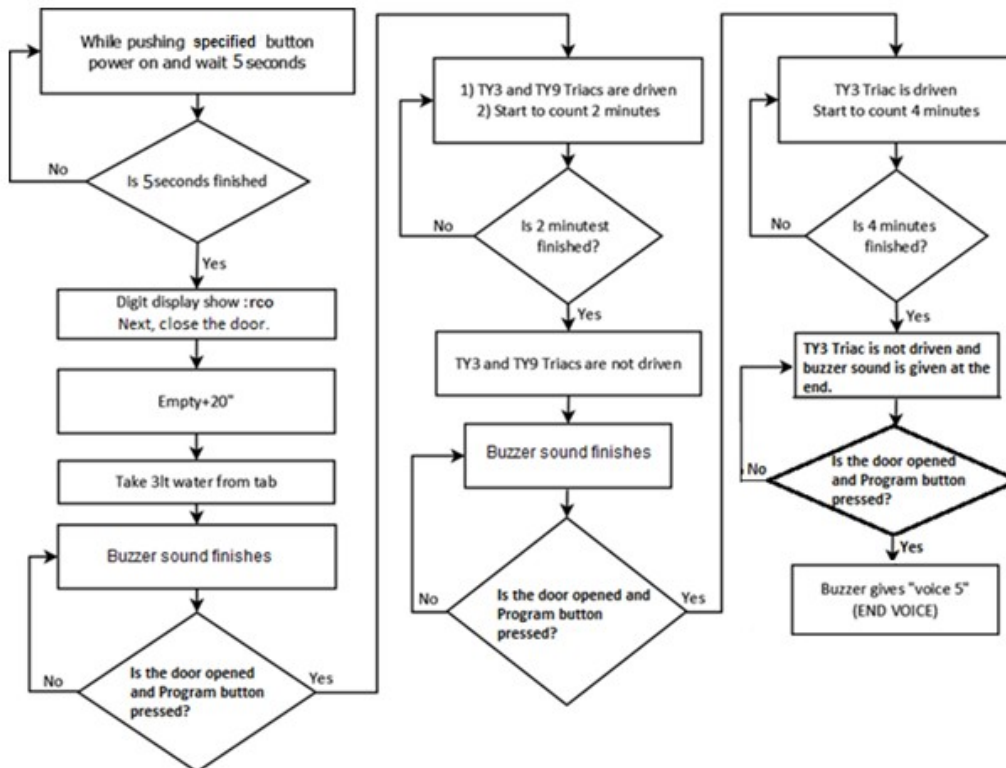 While pushing specified button
power on and wait 5 seconds
No
Is 5seconds finished
Yes
Digit display show :rco
Next, close the door.
Empty+20"
Take 3lt water from tab
Buzzer sound finishes
No
Is the door opened
and Program button
pressed?
Yes
1) TY3 and TY9 Triacs are driven
2) Start to count 2 minutes
No
Is 2 minutest
finished?
Yes
TY3 and TY9 Triacs are not driven
Buzzer sound finishes
No
Is the door opened and
Program button
pressed?
Yes
TY3 Triac is driven
Start to count 4 minutes
No
Is 4 minutes
finished?
Yes
TY3 Triac is not driven and
buzzer sound is given at the
end.
No
Is the door opened
and Program button
pressed?
Yes
Buzzer gives "voice 5"
(END VOICE)